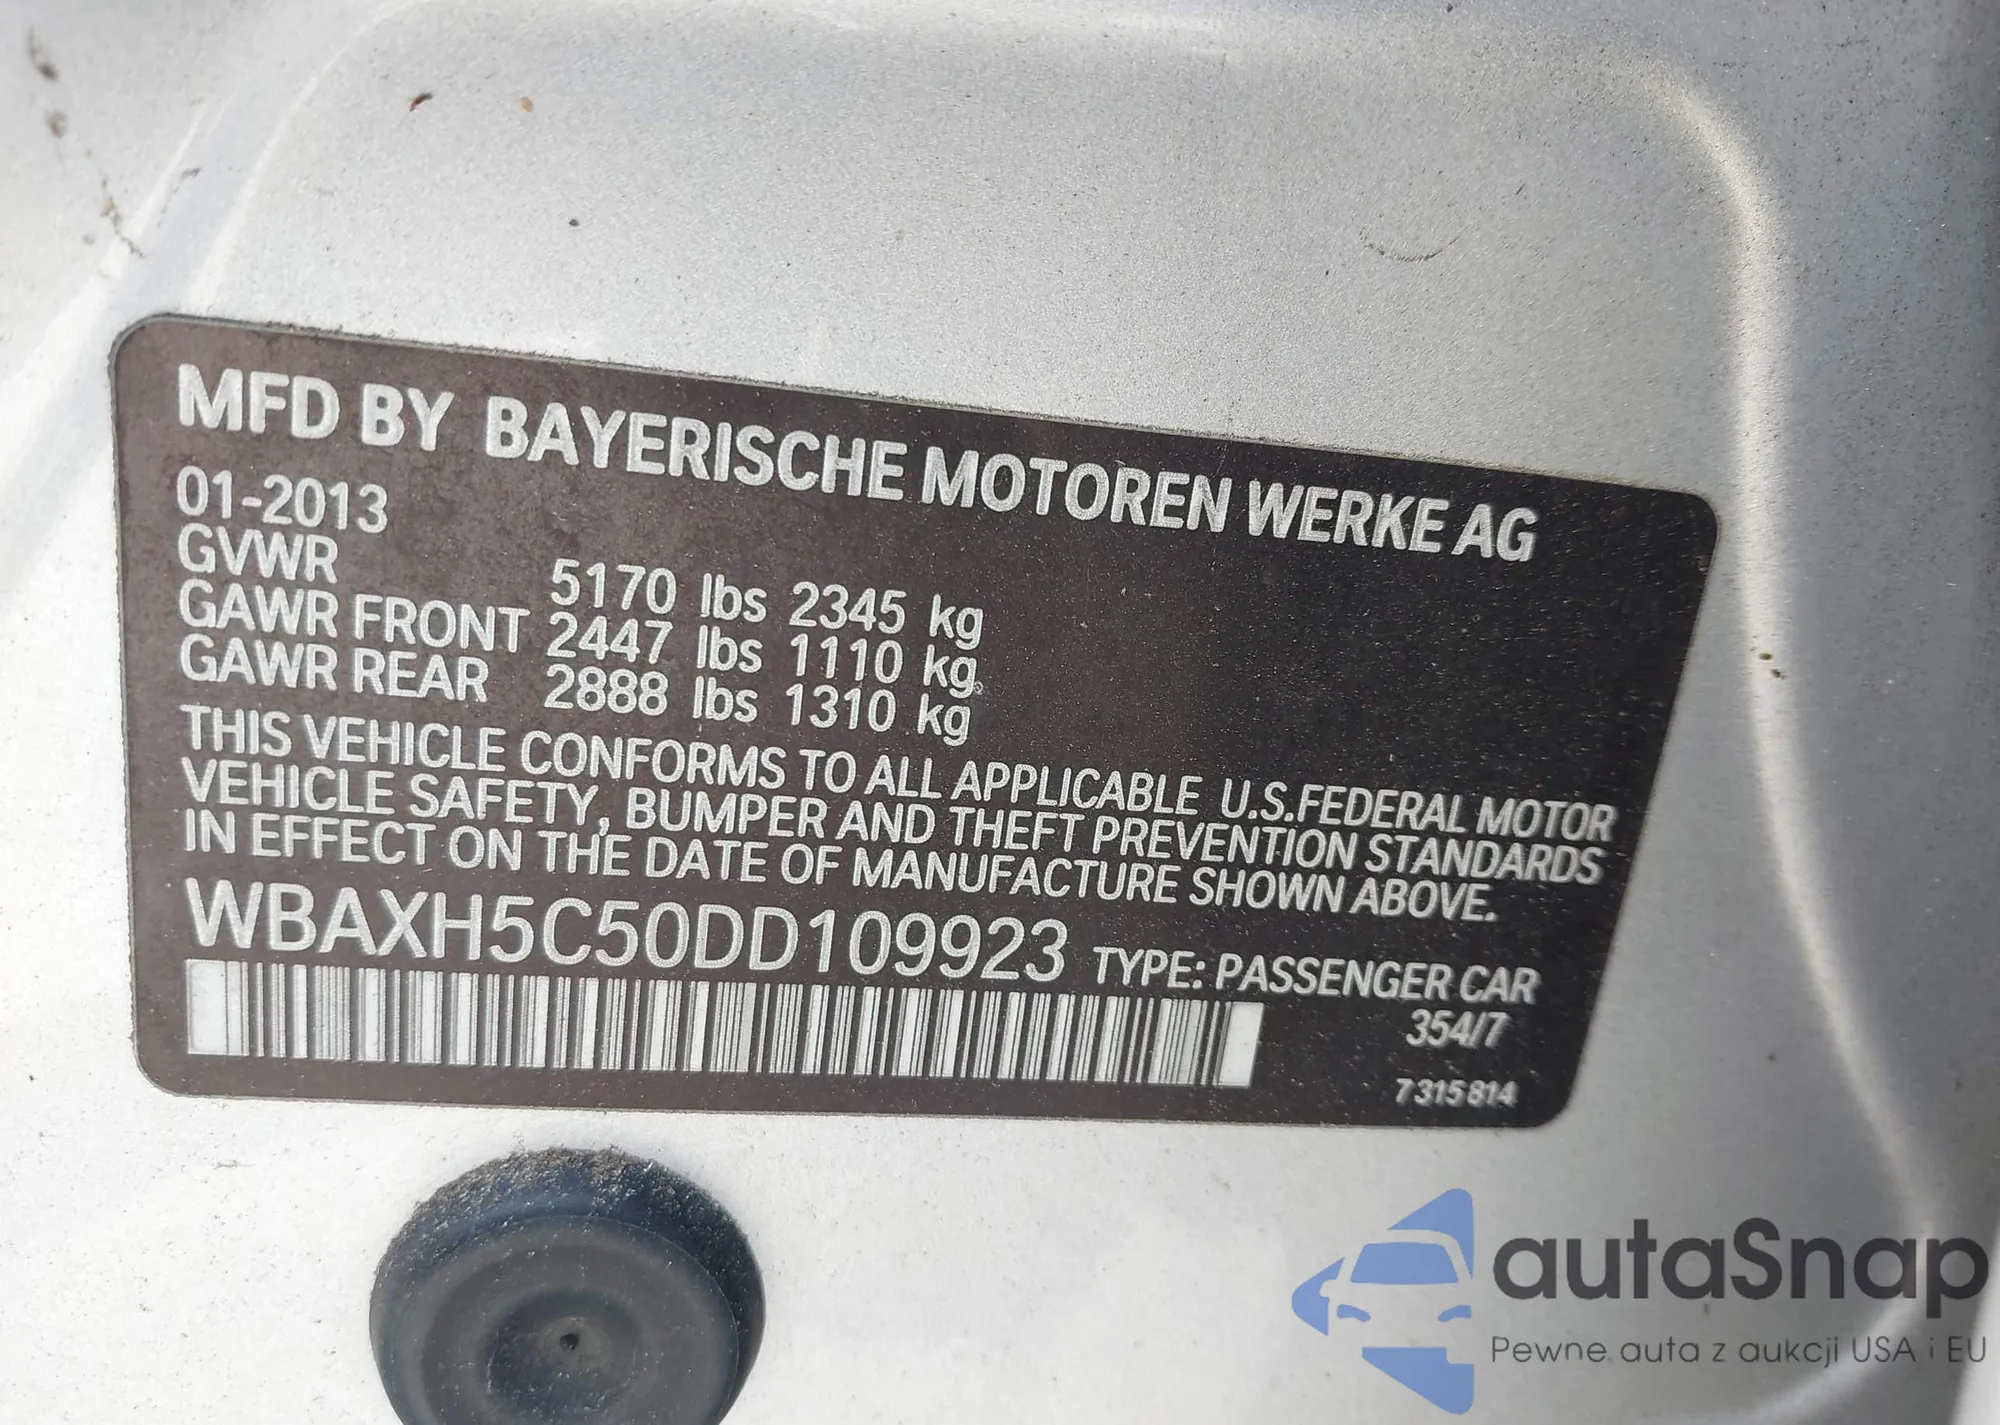 MFD BY BAYERISCHE MOTOREN WERKE AG
01-2013
GVWR 5170 lbs 2345 kg
GAWR FRONT 2447 lbs 1110 kg
GAWR REAR 2888 lbs 1310 kg
THIS VEHICLE CONFORMS TO ALL APPLICABLE U.S.FEDERAL MOTOR
VEHICLE SAFETY, BUMPER AND THEFT PREVENTION STANDARDS
IN EFFECT ON THE DATE OF MANUFACTURE SHOWN ABOVE.
WBAXH5C50DD109923 TYPE: PASSENGER CAR
354/7
7315814
autaSnap
Pewne auta z aukcji USA i EU